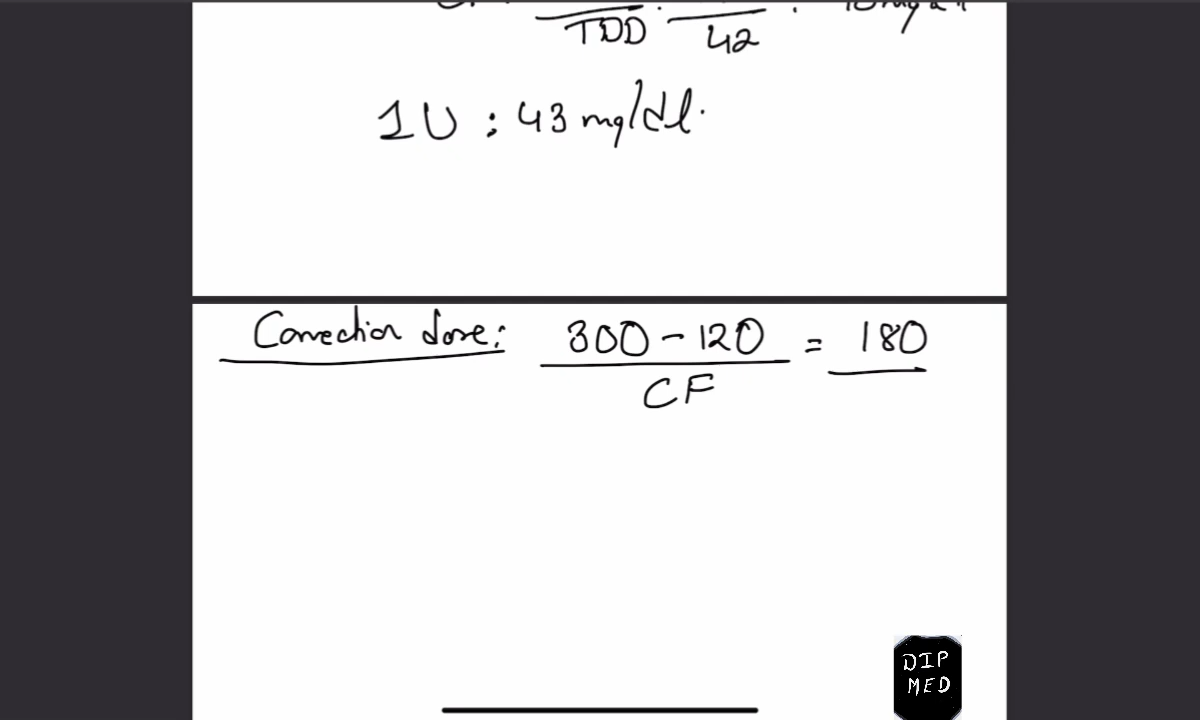 TDD 42
1U : 43 mg/dl.
Correction dose: 300 - 120 = 180
CF
DIP
MED